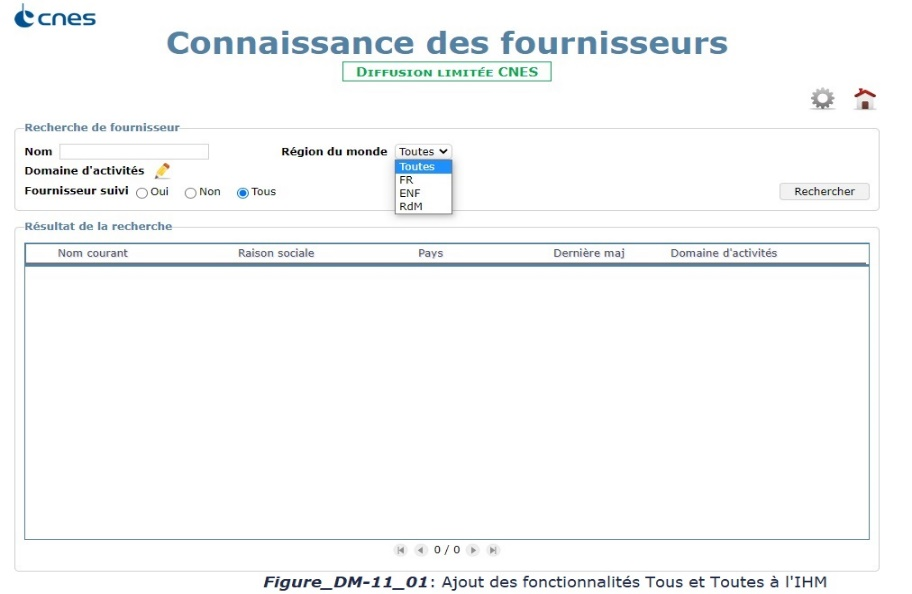 cnes
Connaissance des fournisseurs
DIFFUSION LIMITÉE CNES
Recherche de fournisseur
Nom
Région du monde Toutes
Toutes
FR
ENF
RdM
Domaine d'activités
Fournisseur suivi Oui Non Tous
Rechercher
Résultat de la recherche
Nom courant Raison sociale Pays Dernière maj Domaine d'activités
0 / 0
Figure_DM-11_01: Ajout des fonctionnalités Tous et Toutes à l'IHM